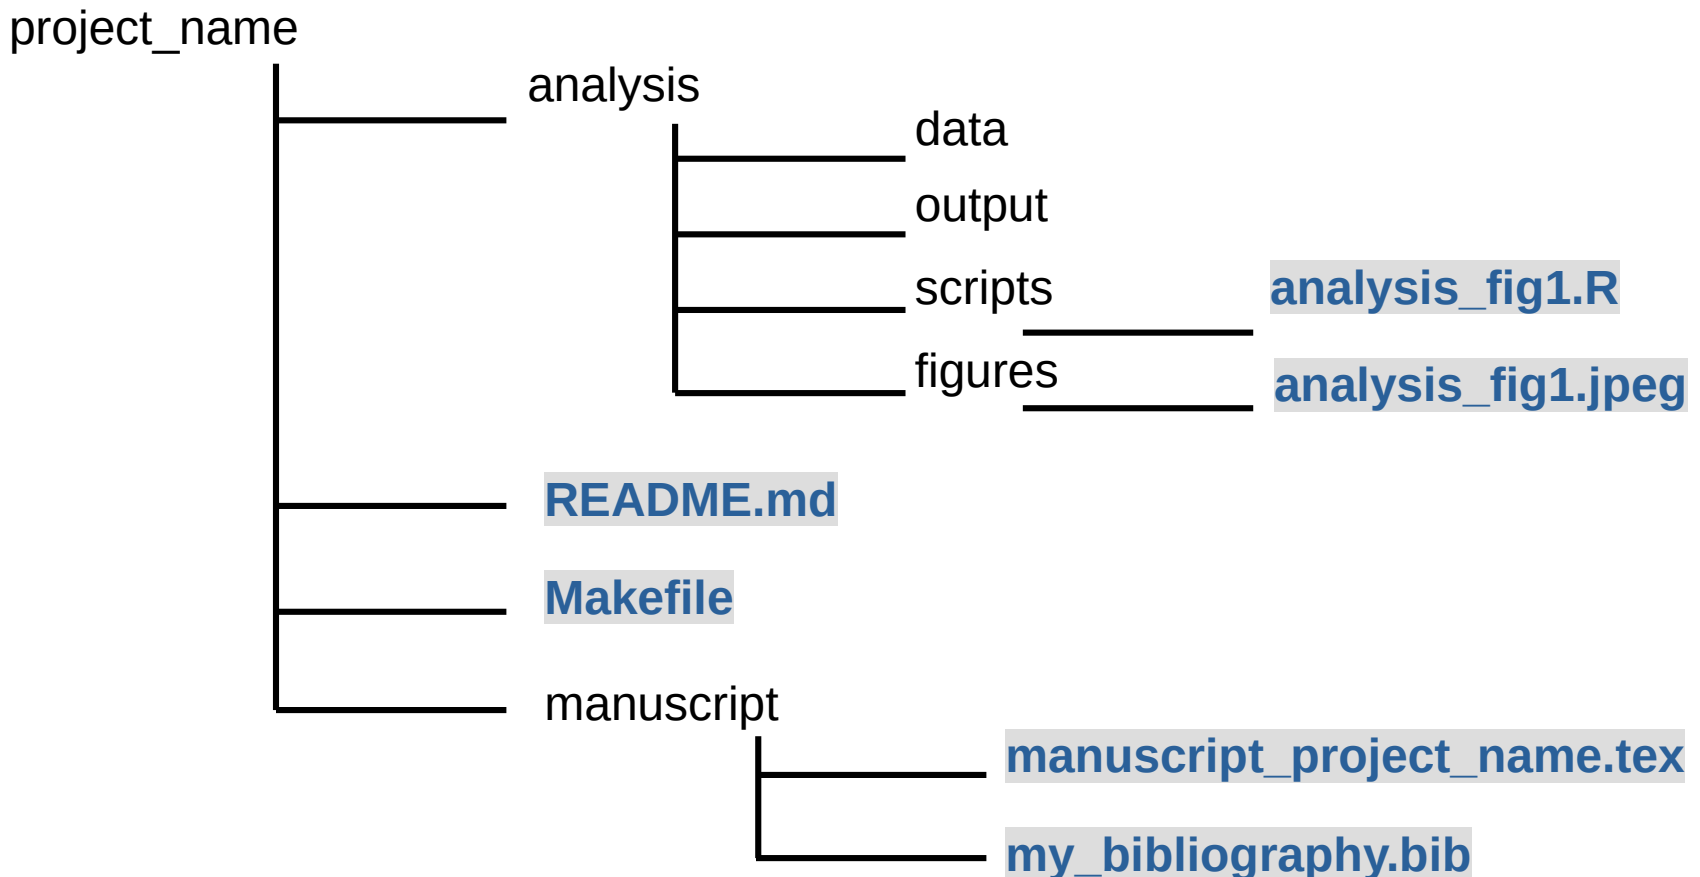 project_name
analysis
data
output
scripts
analysis_fig1.R
figures
analysis_fig1.jpeg
README.md
Makefile
manuscript
manuscript_project_name.tex
my_bibliography.bib